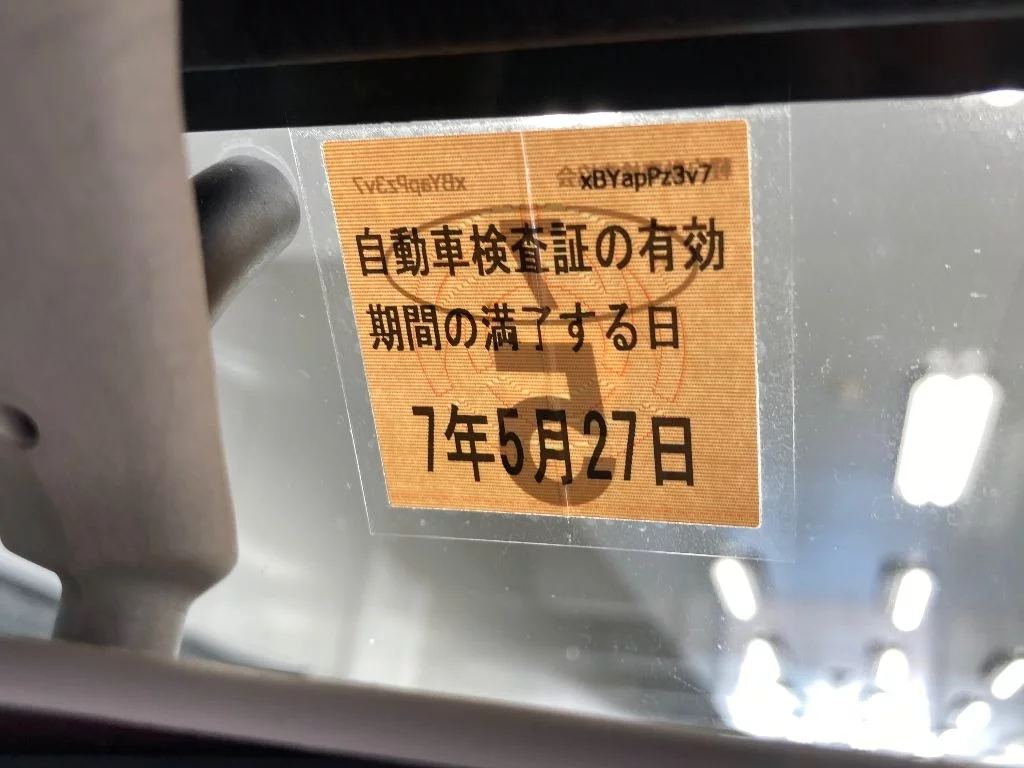 xBYapPz3v7
自動車検査証の有効
期間の満了する日
7年5月27日